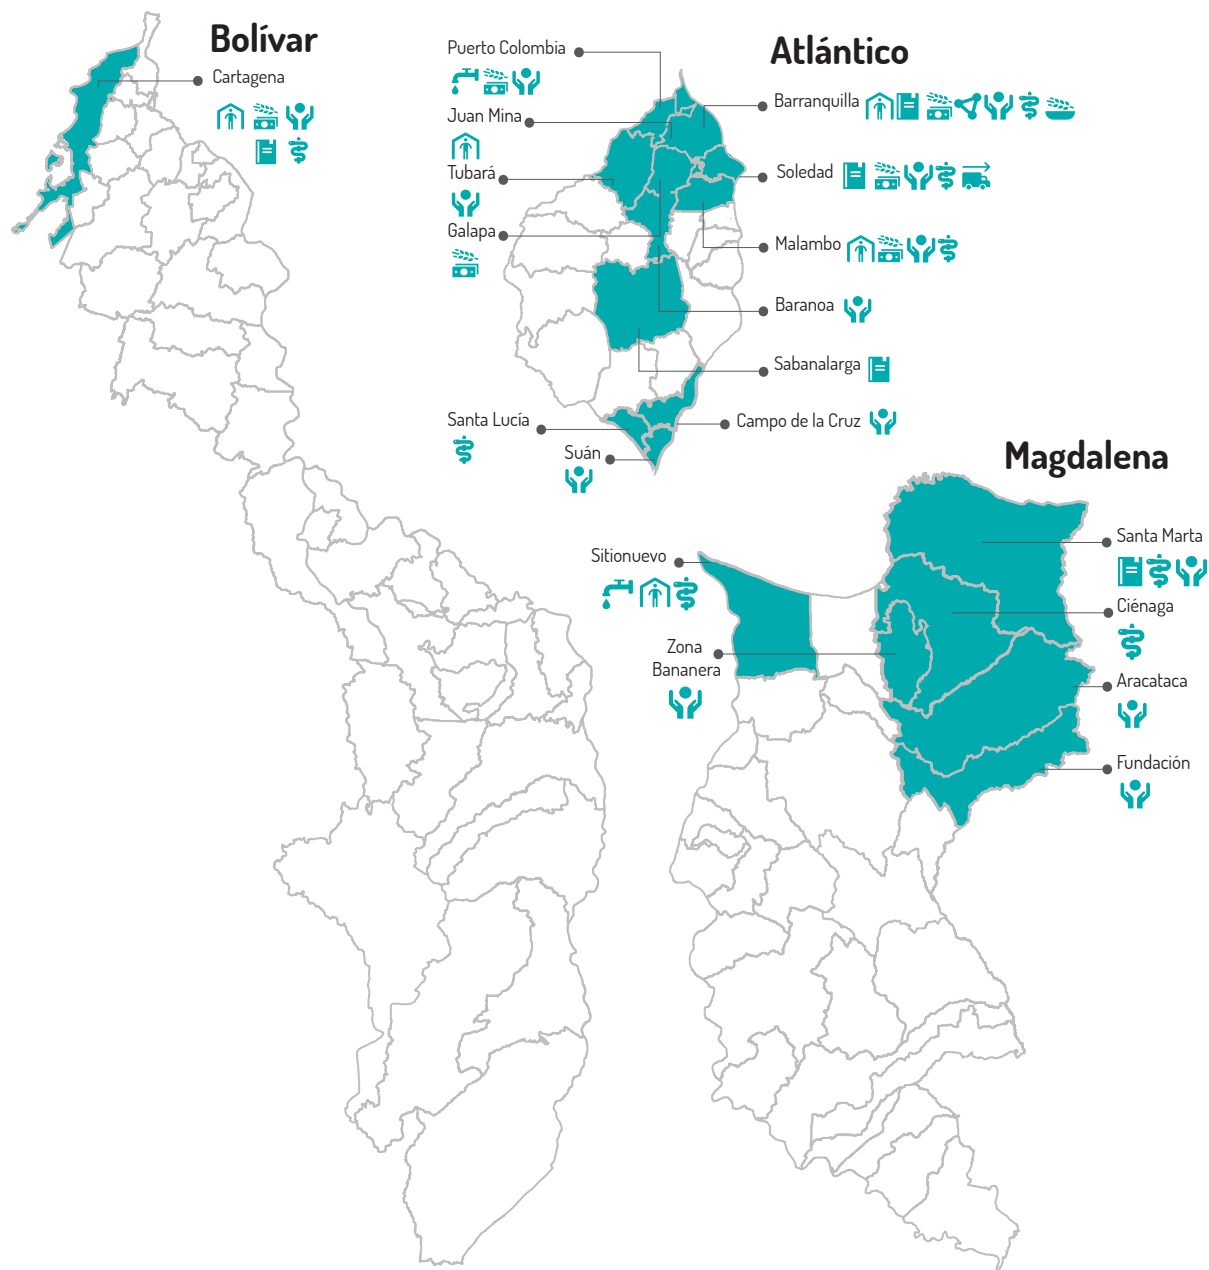 Bolívar
Cartagena
Atlántico
Puerto Colombia
Juan Mina
Tubará
Galapa
Barranquilla
Soledad
Malambo
Baranoa
Sabanalarga
Santa Lucía
Suán
Campo de la Cruz
Magdalena
Sitionuevo
Zona
Bananera
Santa Marta
Ciénaga
Aracataca
Fundación